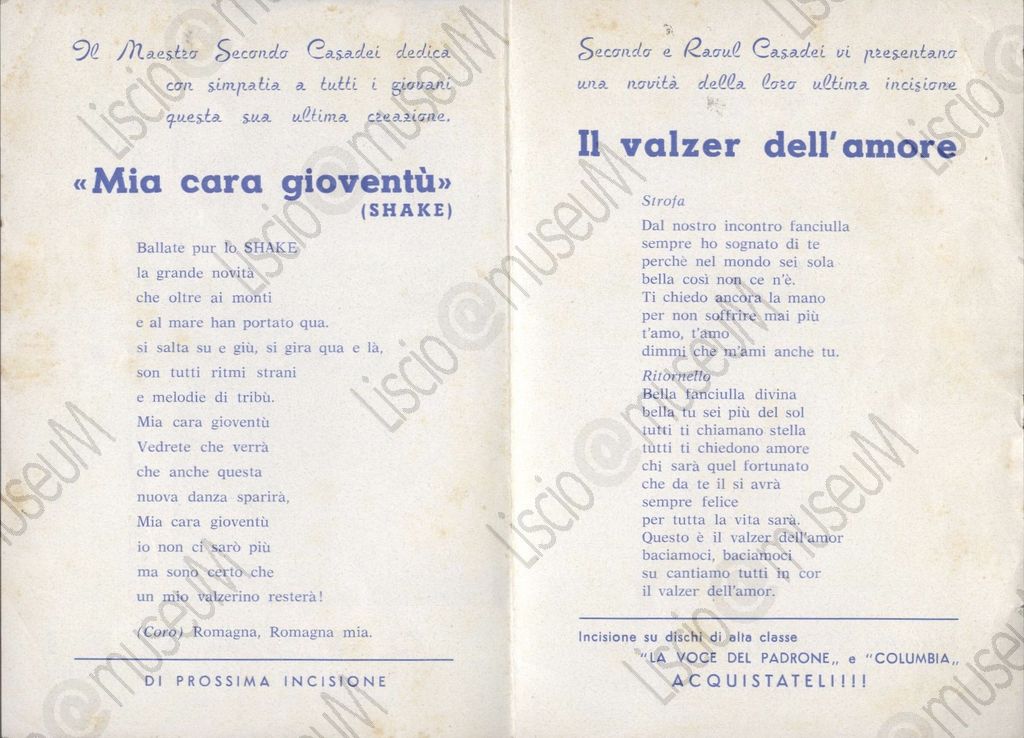 Il Maestro Secondo Casadei dedica
con simpatia a tutti i giovani
questa sua ultima creazione.
«Mia cara gioventù»
(SHAKE)
Ballate pur lo SHAKE
la grande novità
che oltre ai monti
e al mare han portato qua.
si salta su e giù, si gira qua e là,
son tutti ritmi strani
e melodie di tribù.
Mia cara gioventù
Vedrete che verrà
che anche questa
nuova danza sparirà,
Mia cara gioventù
io non ci sarò più
ma sono certo che
un mio valzerino resterà!
(Coro) Romagna, Romagna mia.
DI PROSSIMA INCISIONE
Secondo e Raoul Casadei vi presentano
una novità della loro ultima incisione
Il valzer dell'amore
Strofa
Dal nostro incontro fanciulla
sempre ho sognato di te
perchè nel mondo sei sola
bella così non ce n'è.
Ti chiedo ancora la mano
per non soffrire mai più
t'amo, t'amo
dimmi che m'ami anche tu.
Ritornello
Bella fanciulla divina
bella tu sei più del sol
tutti ti chiamano stella
tutti ti chiedono amore
chi sarà quel fortunato
che da te il si avrà
sempre felice
per tutta la vita sarà.
Questo è il valzer dell'amor
baciamoci, baciamoci
su cantiamo tutti in cor
il valzer dell'amor.
Incisione su dischi di alta classe
"LA VOCE DEL PADRONE„ e "COLUMBIA„
ACQUISTATELI!!!
Liscio@museuM